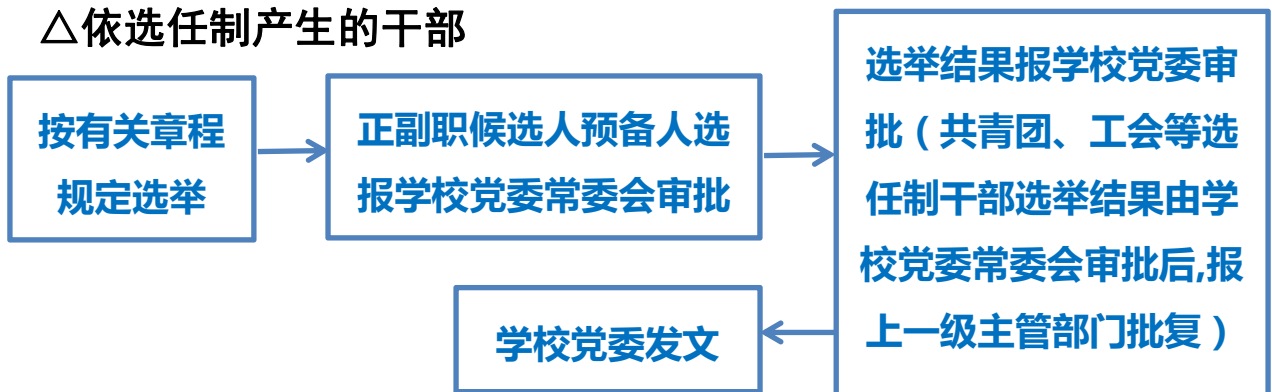 △依选任制产生的干部
按有关章程
规定选举
正副职候选人预备人选
报学校党委常委会审批
选举结果报学校党委审
批（共青团、工会等选
任制干部选举结果由学
校党委常委会审批后,报
上一级主管部门批复）
学校党委发文